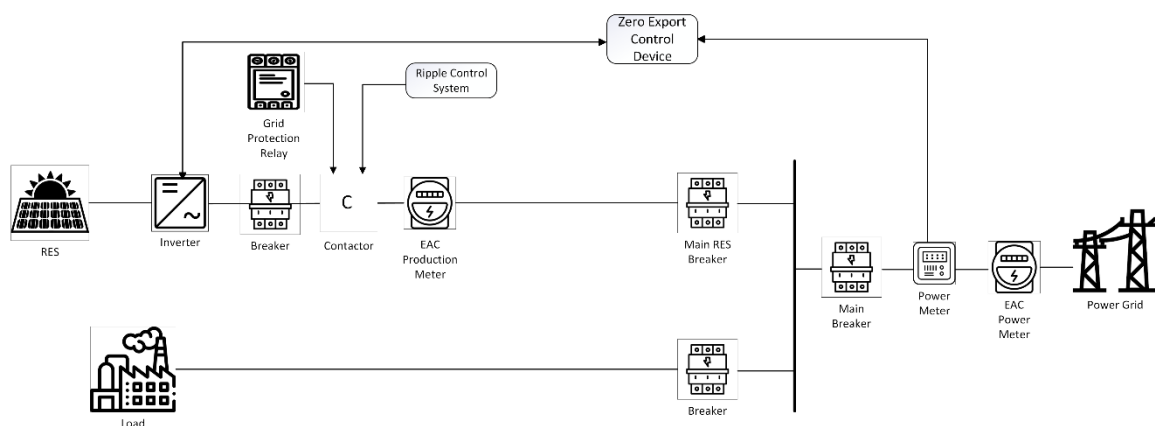 Zero Export
Control
Device
Ripple Control
System
Grid
Protection
Relay
C
RES
Inverter
Breaker
Contactor
EAC
Production
Meter
Main RES
Breaker
Main
Breaker
Power
Meter
EAC
Power
Meter
Power Grid
Load
Breaker